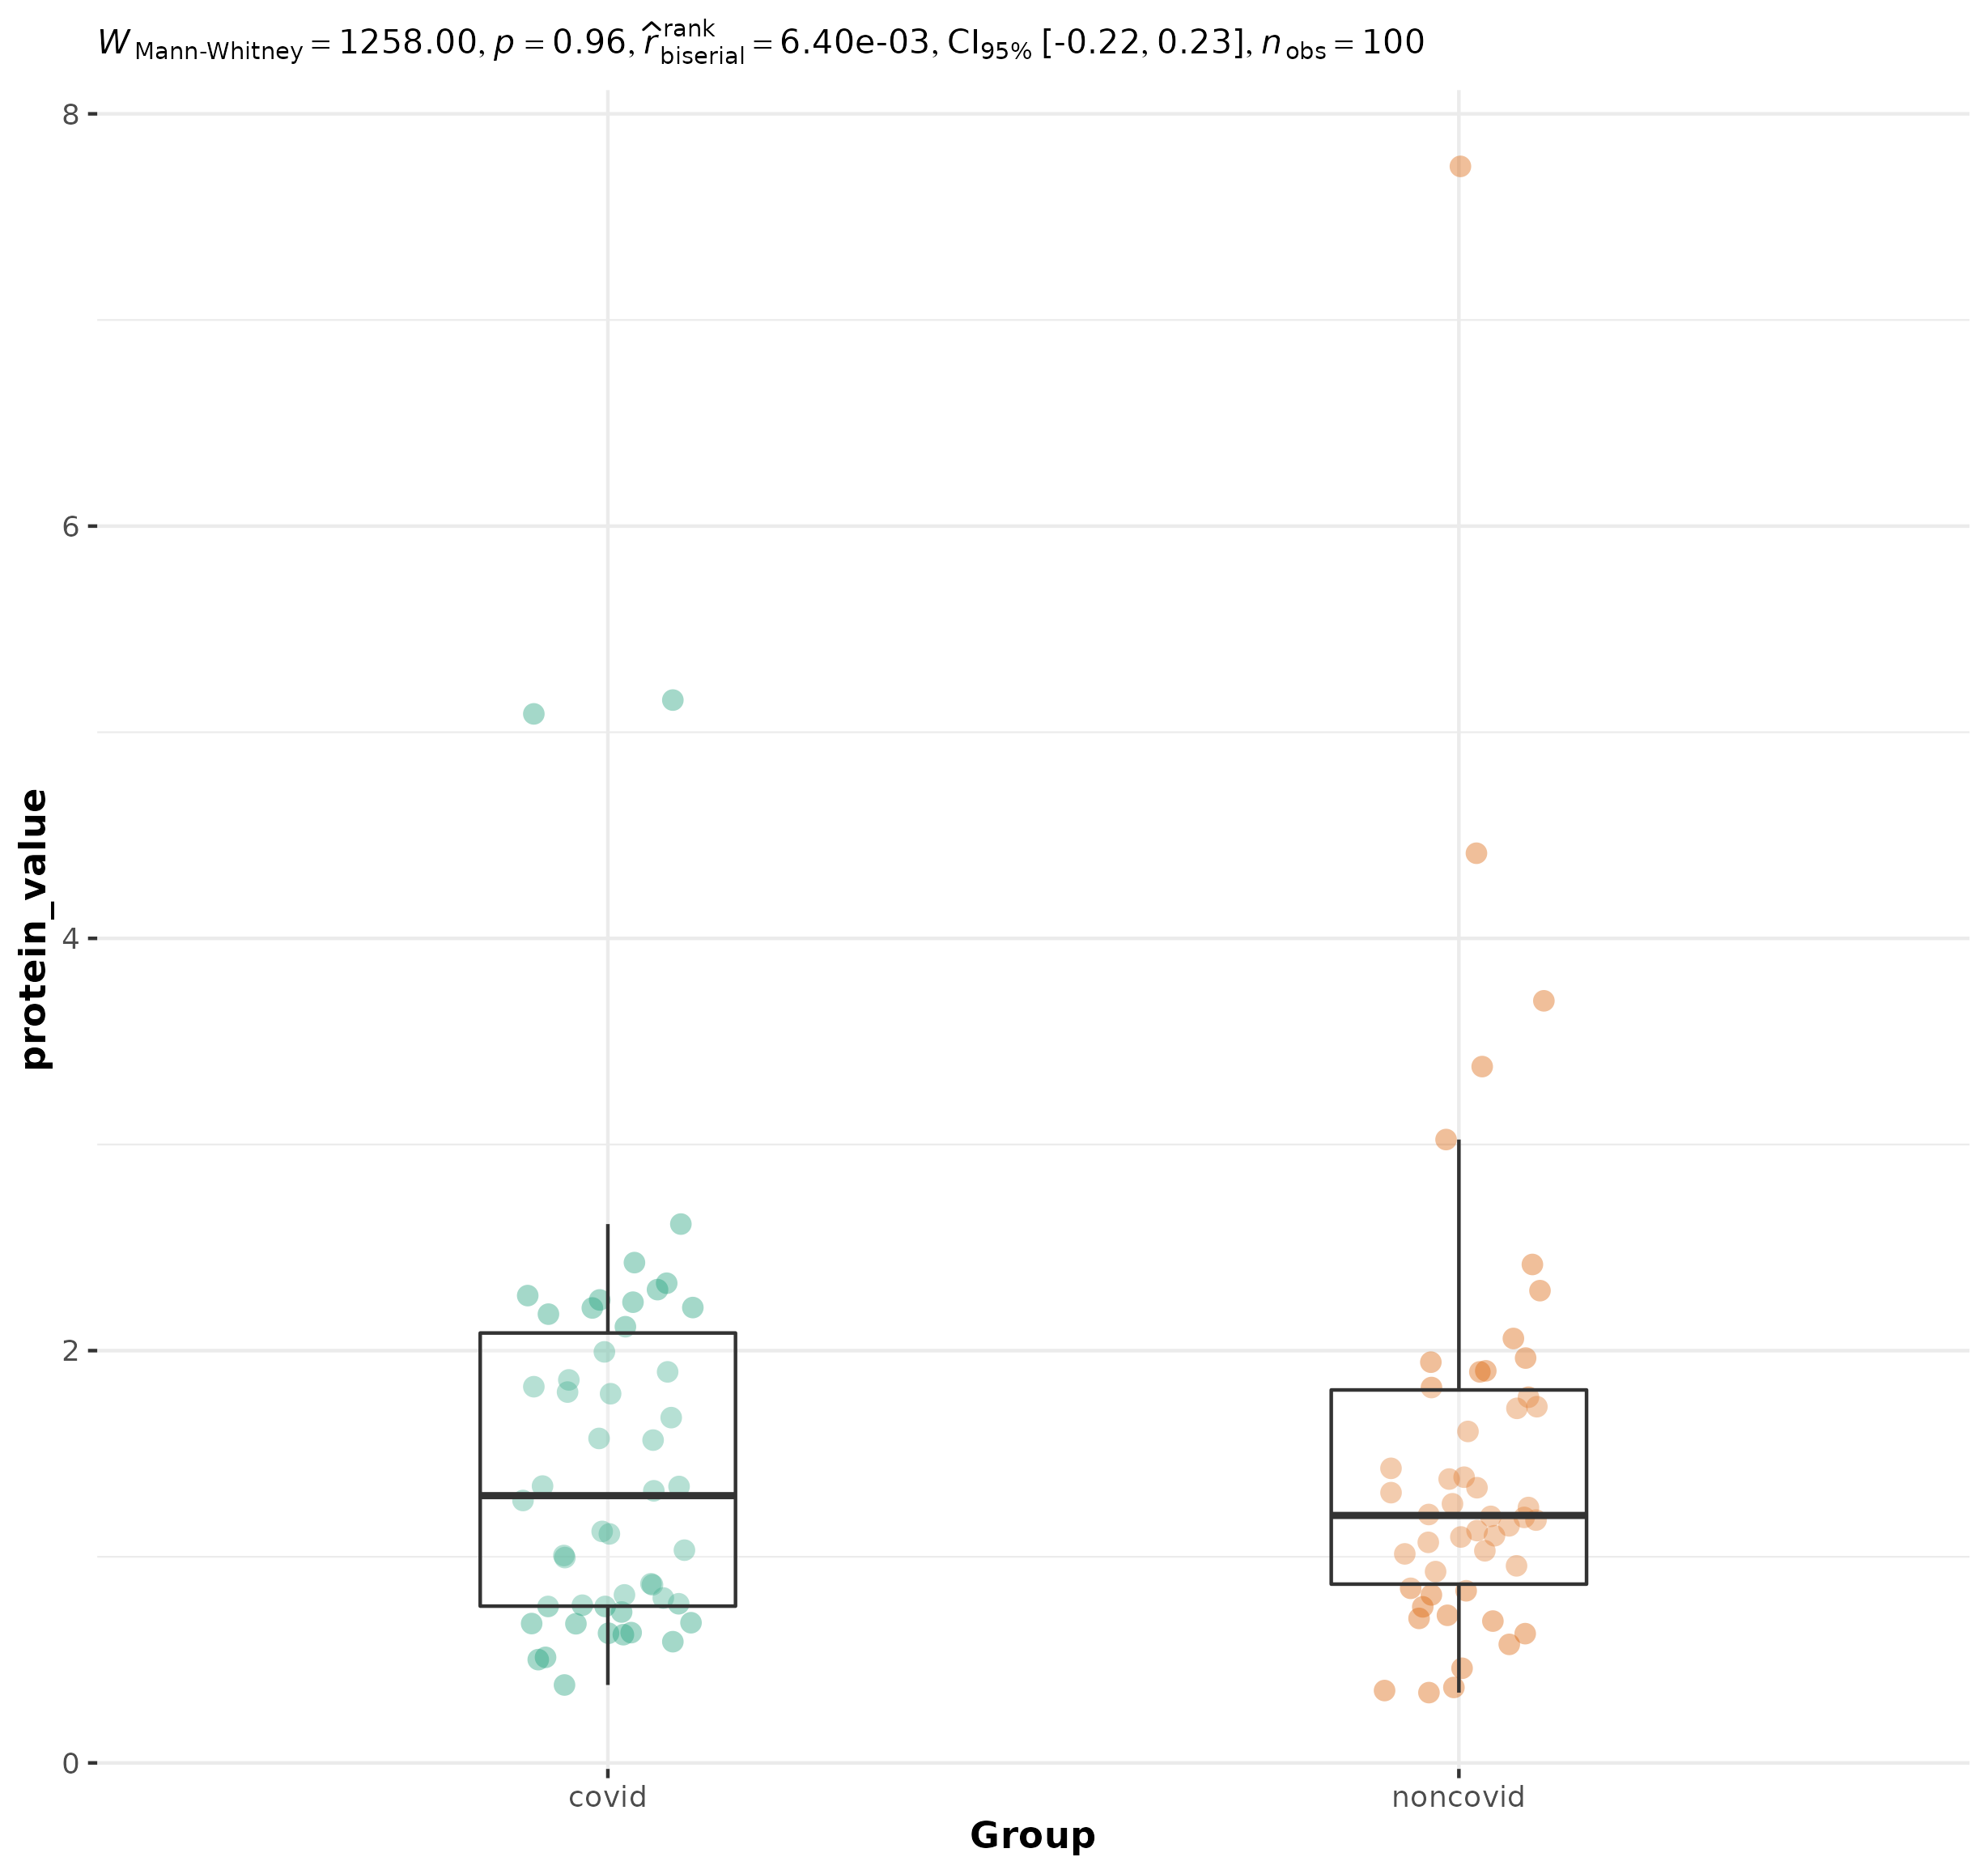 W Mann-Whitney = 1258.00, p = 0.96, r̂ rank biserial = 6.40e-03, CI95% [-0.22, 0.23], n obs = 100
8
6
4
2
0
protein_value
covid noncovid
Group